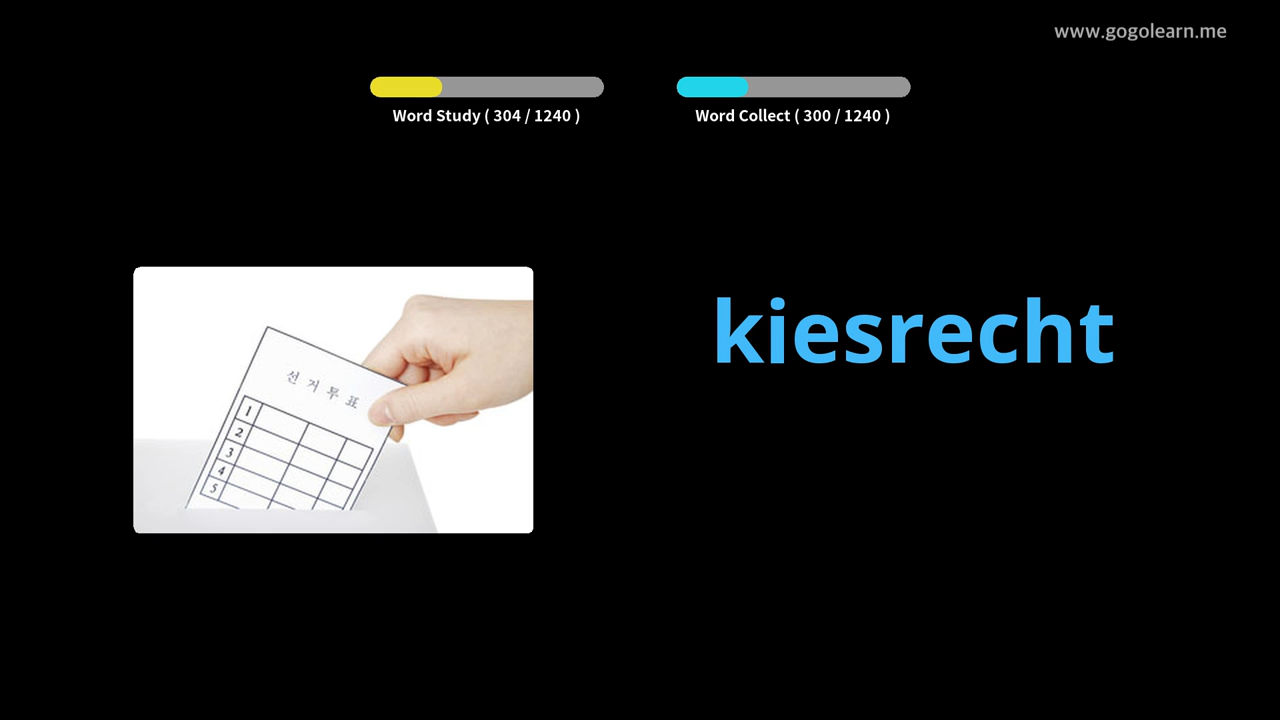 www.gogolearn.me
Word Study ( 304 / 1240 )
Word Collect ( 300 / 1240 )
kiesrecht
선거투표
1
2
3
4
5